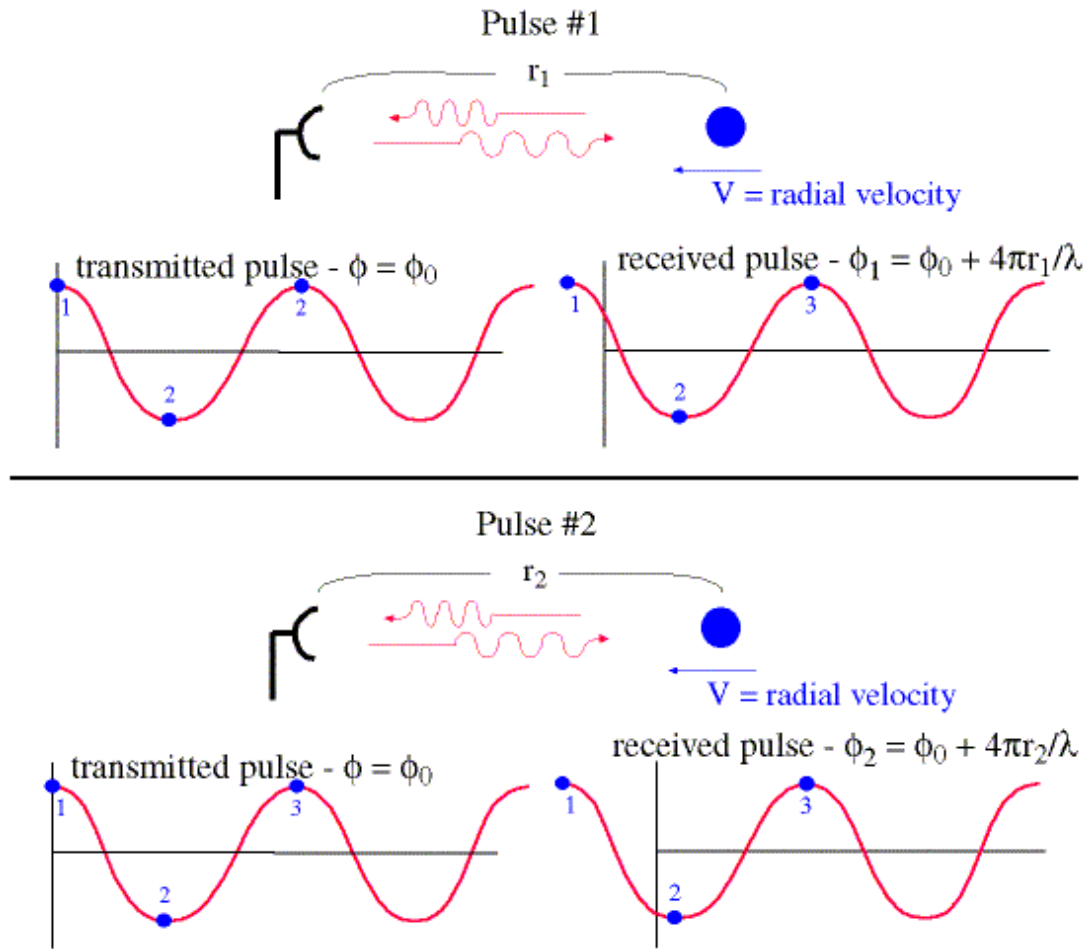 Pulse #1
r₁
V = radial velocity
transmitted pulse - ϕ = ϕ₀
received pulse - ϕ₁ = ϕ₀ + 4πr₁/λ
1
2
2
1
2
3
Pulse #2
r₂
V = radial velocity
transmitted pulse - ϕ = ϕ₀
received pulse - ϕ₂ = ϕ₀ + 4πr₂/λ
1
2
3
1
2
3